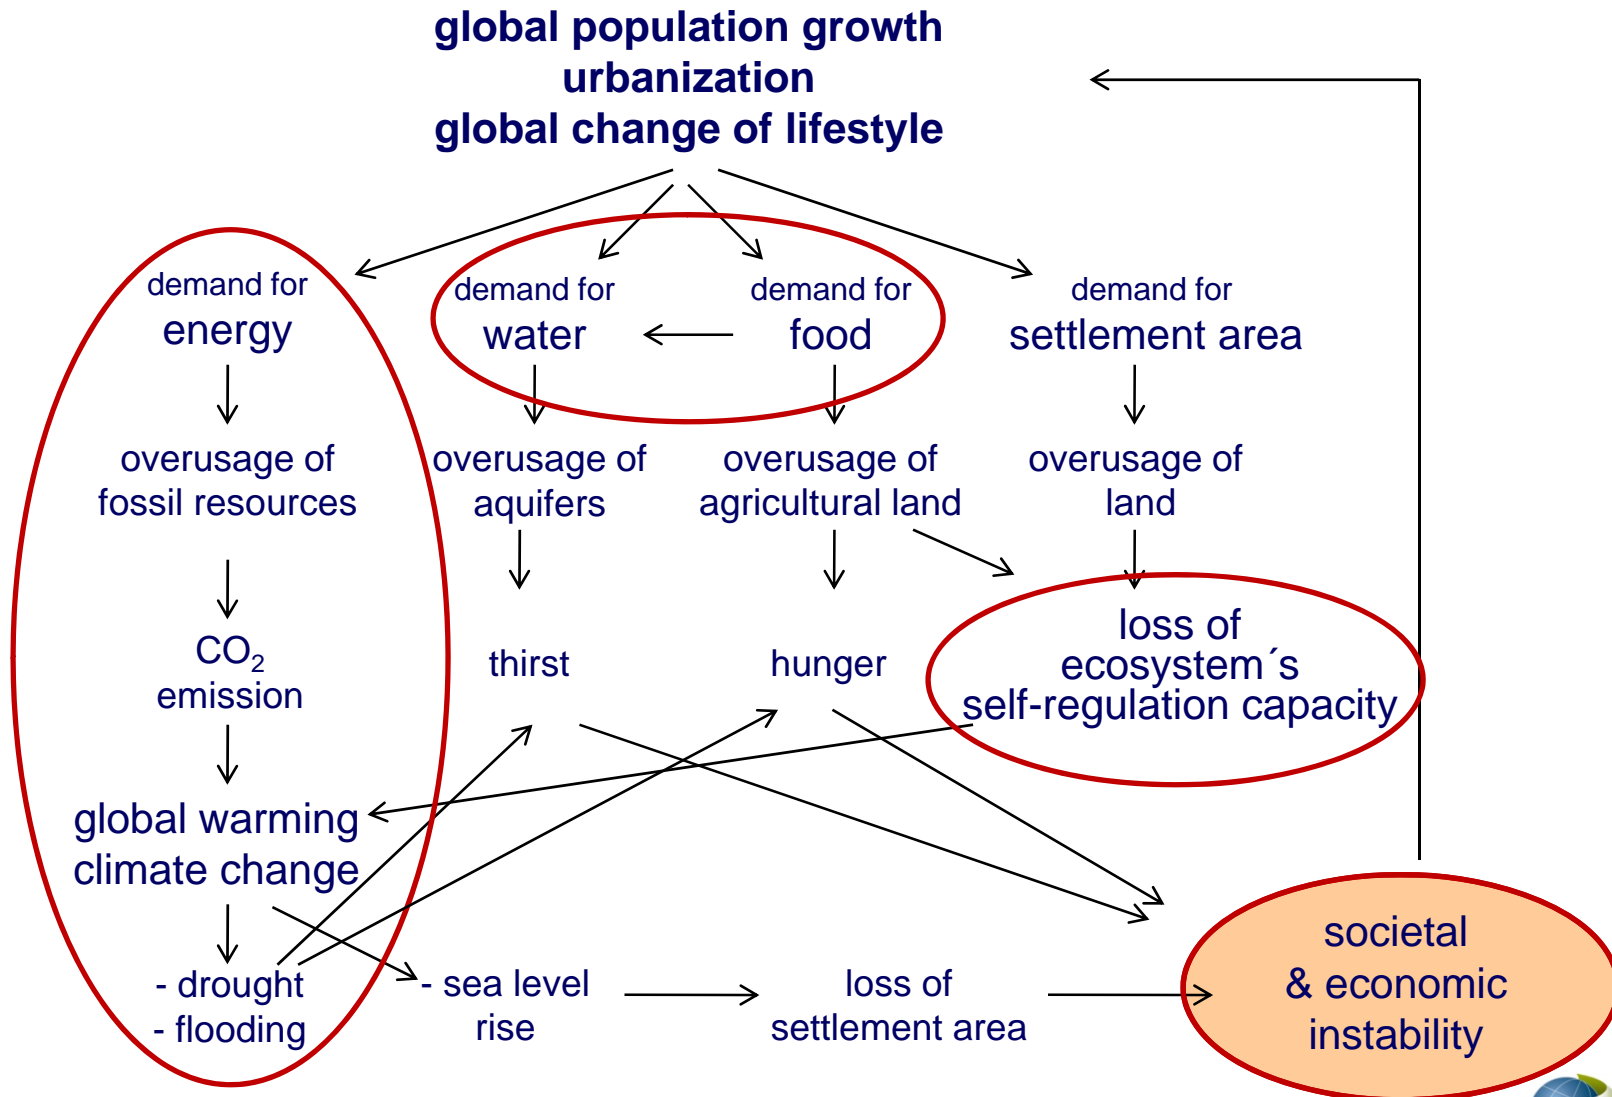 global population growth
urbanization
global change of lifestyle
demand for
energy
demand for
water
demand for
food
demand for
settlement area
overusage of
fossil resources
overusage of
aquifers
overusage of
agricultural land
overusage of
land
CO₂
emission
thirst
hunger
loss of
ecosystem´s
self-regulation capacity
global warming
climate change
- drought
- flooding
- sea level
rise
loss of
settlement area
societal
& economic
instability